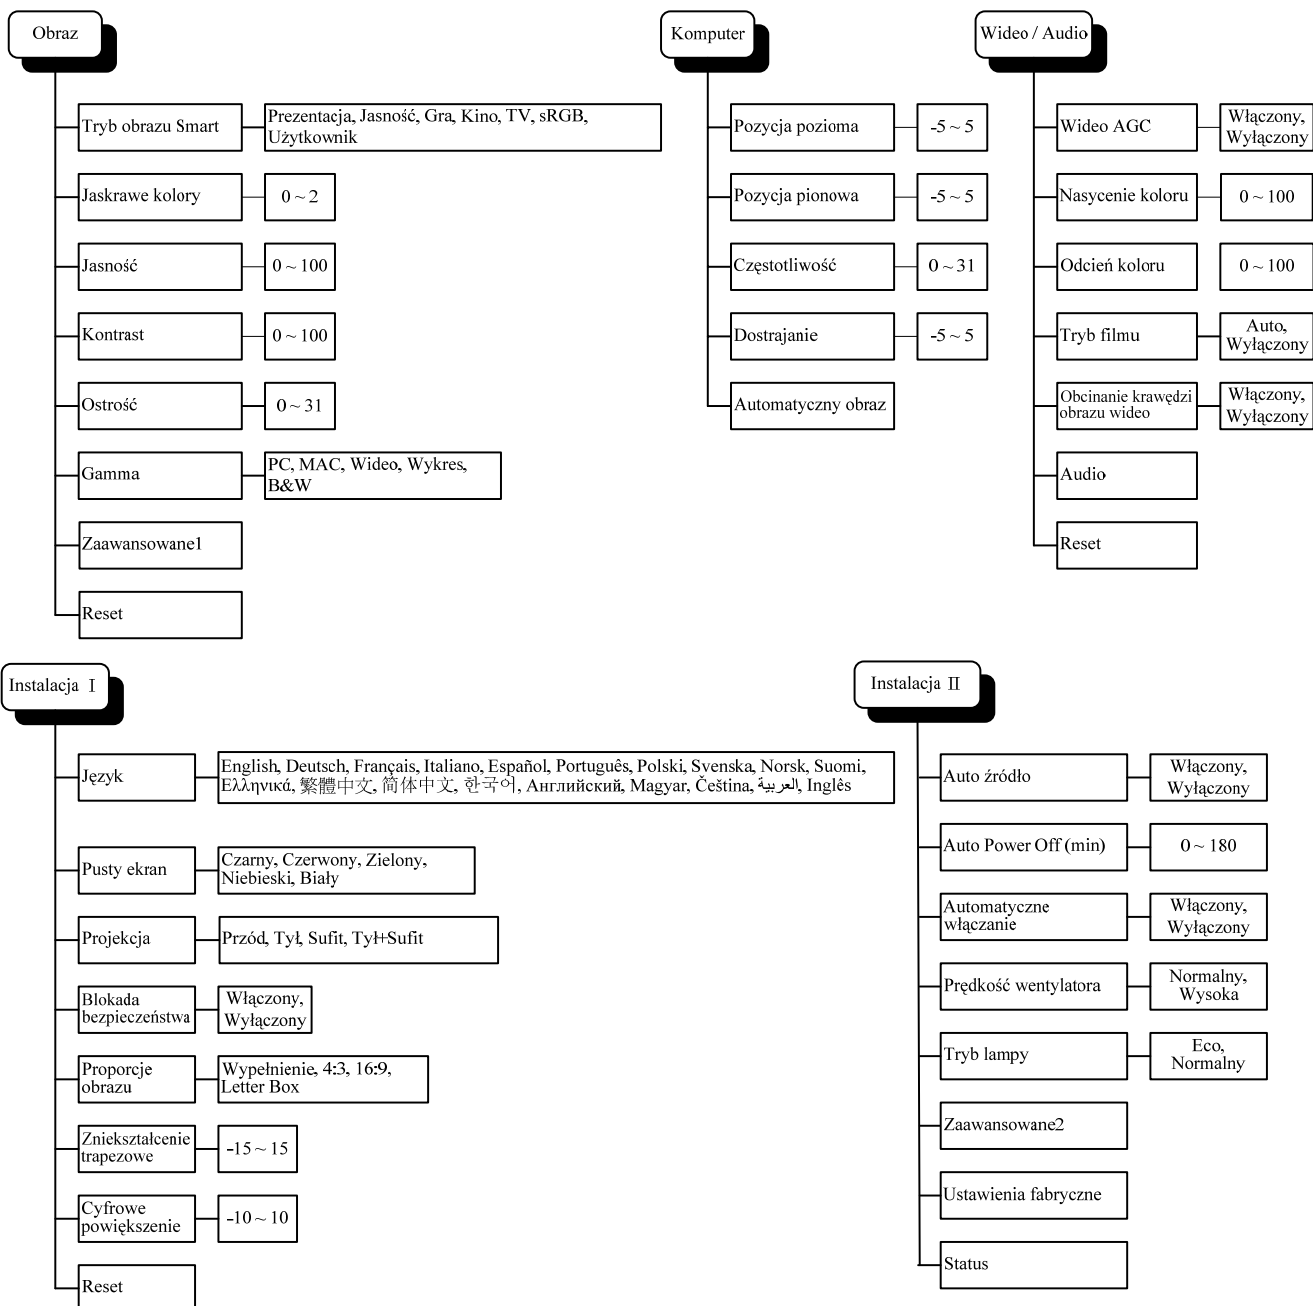 Obraz
Tryb obrazu Smart
Prezentacja, Jasność, Gra, Kino, TV, sRGB,
Użytkownik
Jaskrawe kolory
0 ~ 2
Jasność
0 ~ 100
Kontrast
0 ~ 100
Ostrość
0 ~ 31
Gamma
PC, MAC, Wideo, Wykres,
B&W
Zaawansowane1
Reset
Komputer
Pozycja pozioma
-5 ~ 5
Pozycja pionowa
-5 ~ 5
Częstotliwość
0 ~ 31
Dostrajanie
-5 ~ 5
Automatyczny obraz
Wideo / Audio
Wideo AGC
Włączony,
Wyłączony
Nasycenie koloru
0 ~ 100
Odcień koloru
0 ~ 100
Tryb filmu
Auto,
Wyłączony
Obcinanie krawędzi
obrazu wideo
Włączony,
Wyłączony
Audio
Reset
Instalacja I
Język
English, Deutsch, Français, Italiano, Español, Português, Polski, Svenska, Norsk, Suomi,
Ελληνικά, 繁體中文, 简体中文, 한국어, Английский, Magyar, Čeština, العربية, Inglês
Pusty ekran
Czarny, Czerwony, Zielony,
Niebieski, Biały
Projekcja
Przód, Tył, Sufit, Tył+Sufit
Blokada
bezpieczeństwa
Włączony,
Wyłączony
Proporcje
obrazu
Wypełnienie, 4:3, 16:9,
Letter Box
Zniekształcenie
trapezowe
-15 ~ 15
Cyfrowe
powiększenie
-10 ~ 10
Reset
Instalacja II
Auto źródło
Włączony,
Wyłączony
Auto Power Off (min)
0 ~ 180
Automatyczne
włączanie
Włączony,
Wyłączony
Prędkość wentylatora
Normalny,
Wysoka
Tryb lampy
Eco,
Normalny
Zaawansowane2
Ustawienia fabryczne
Status